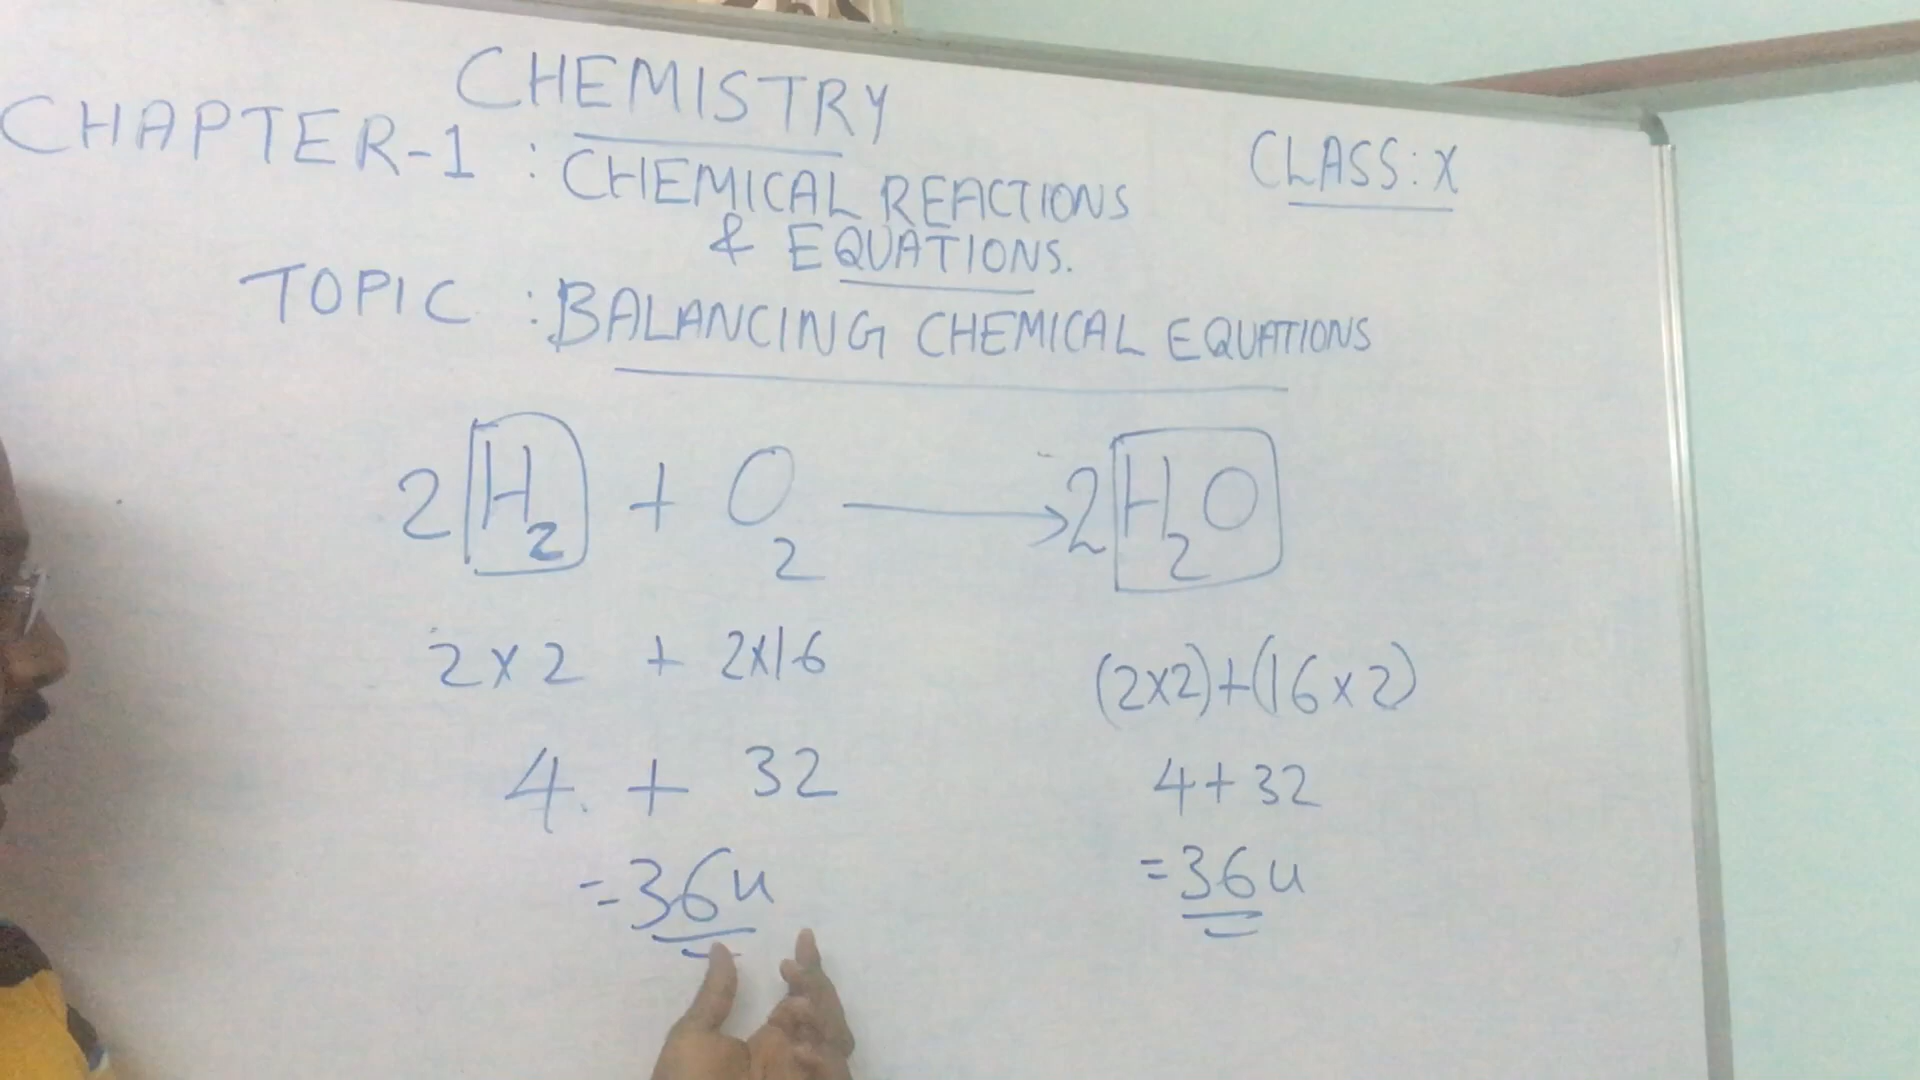 CHEMISTRY
CHAPTER-1 : CHEMICAL REACTIONS
& EQUATIONS.
CLASS: X
TOPIC : BALANCING CHEMICAL EQUATIONS
2H₂ + O₂ → 2H₂O
2x2 + 2x16
(2x2)+(16x2)
4. + 32
4+32
=36u
=36u